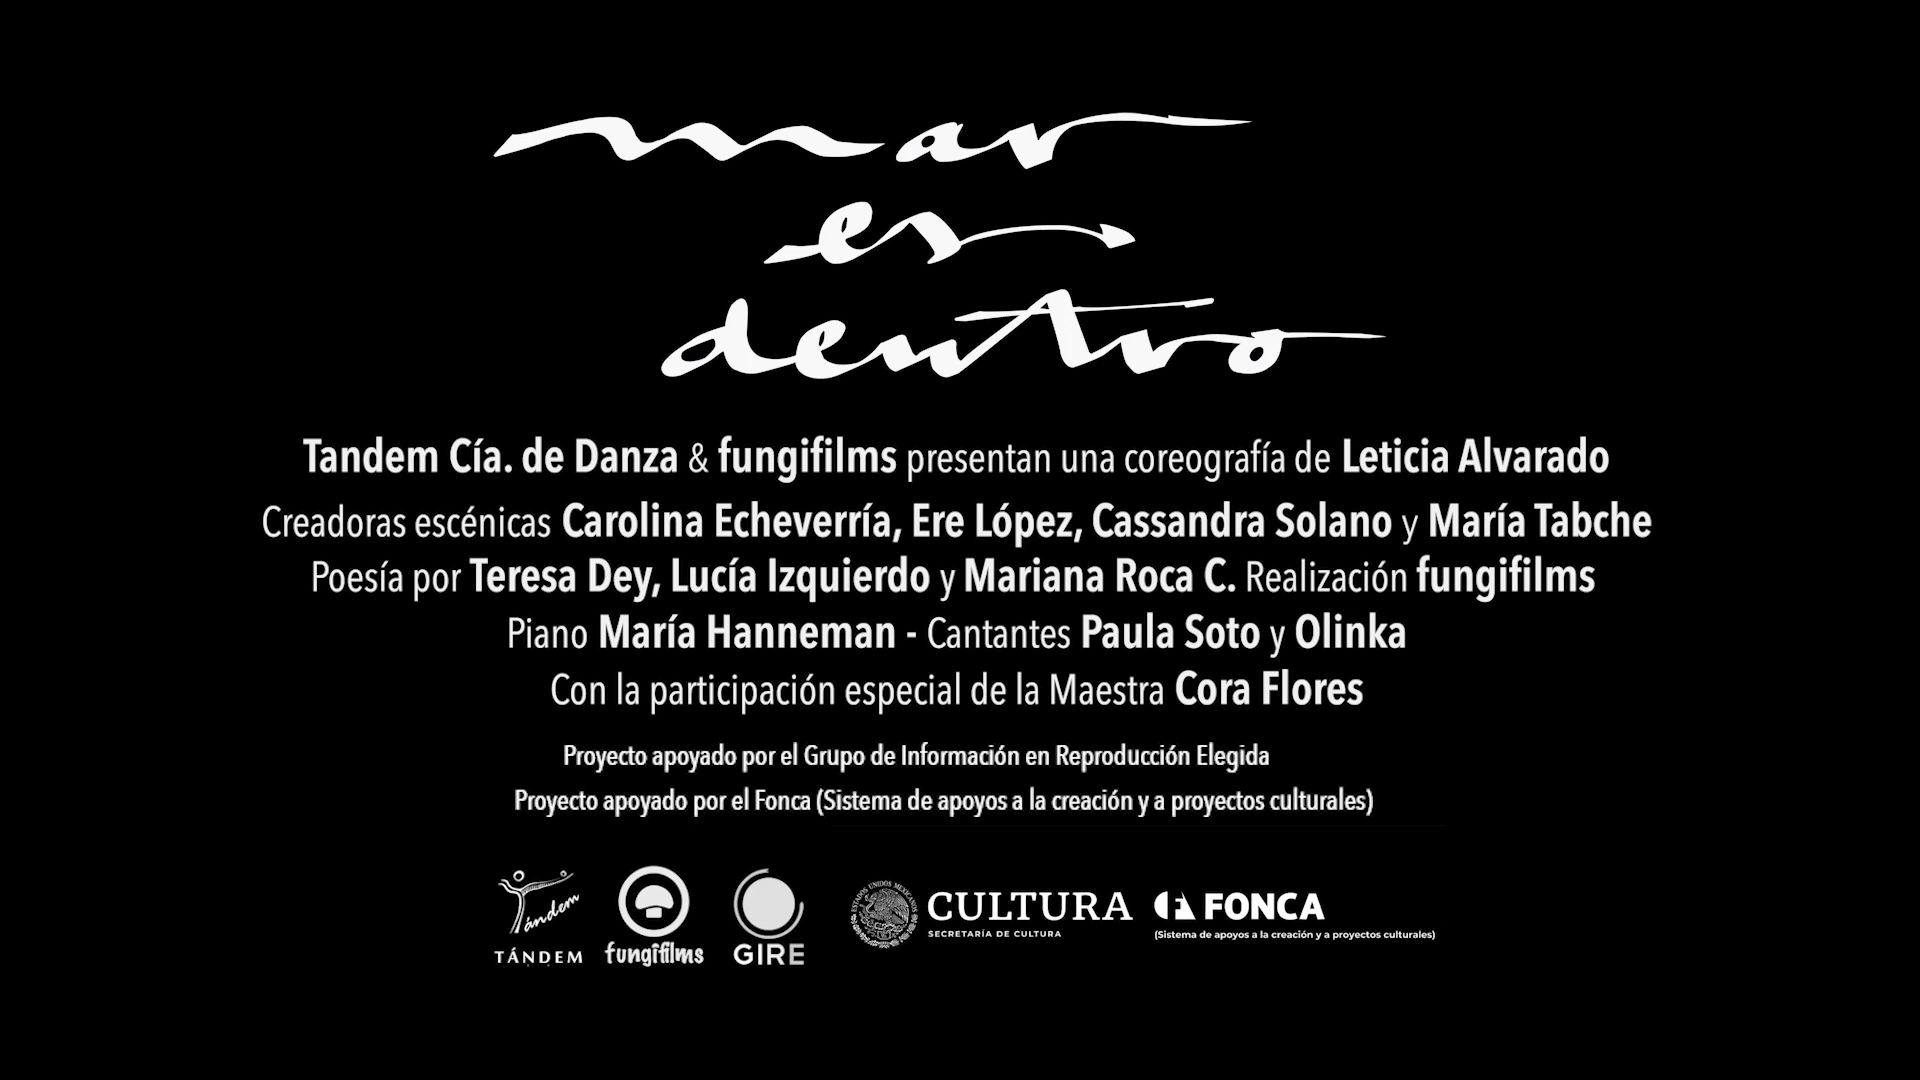 mar
es
dentro
Tandem Cía. de Danza & fungifilms presentan una coreografía de Leticia Alvarado
Creadoras escénicas Carolina Echeverría, Ere López, Cassandra Solano y María Tabche
Poesía por Teresa Dey, Lucía Izquierdo y Mariana Roca C. Realización fungifilms
Piano María Hanneman - Cantantes Paula Soto y Olinka
Con la participación especial de la Maestra Cora Flores
Proyecto apoyado por el Grupo de Información en Reproducción Elegida
Proyecto apoyado por el Fonca (Sistema de apoyos a la creación y a proyectos culturales)
Tándem
TÁNDEM
fungifilms
GIRE
ESTADOS UNIDOS MEXICANOS
CULTURA
SECRETARÍA DE CULTURA
FONCA
(Sistema de apoyos a la creación y a proyectos culturales)